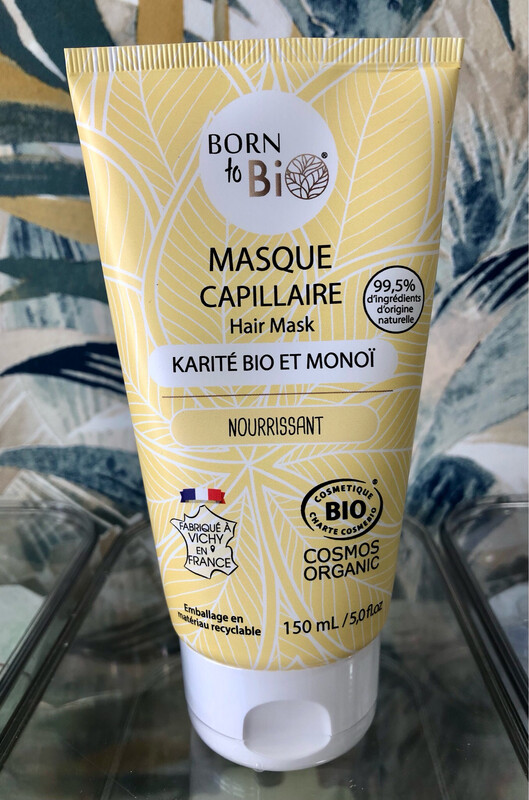 BORN
to Bio®
MASQUE
CAPILLAIRE
Hair Mask
99,5%
d'ingrédients
d'origine
naturelle
KARITÉ BIO ET MONOÏ
NOURRISSANT
FABRIQUÉ À
VICHY
EN
FRANCE
COSMETIQUE
BIO
CHARTE COSMEBIO
COSMOS
ORGANIC
Emballage en
matériau recyclable
150 mL / 5,0 fl oz